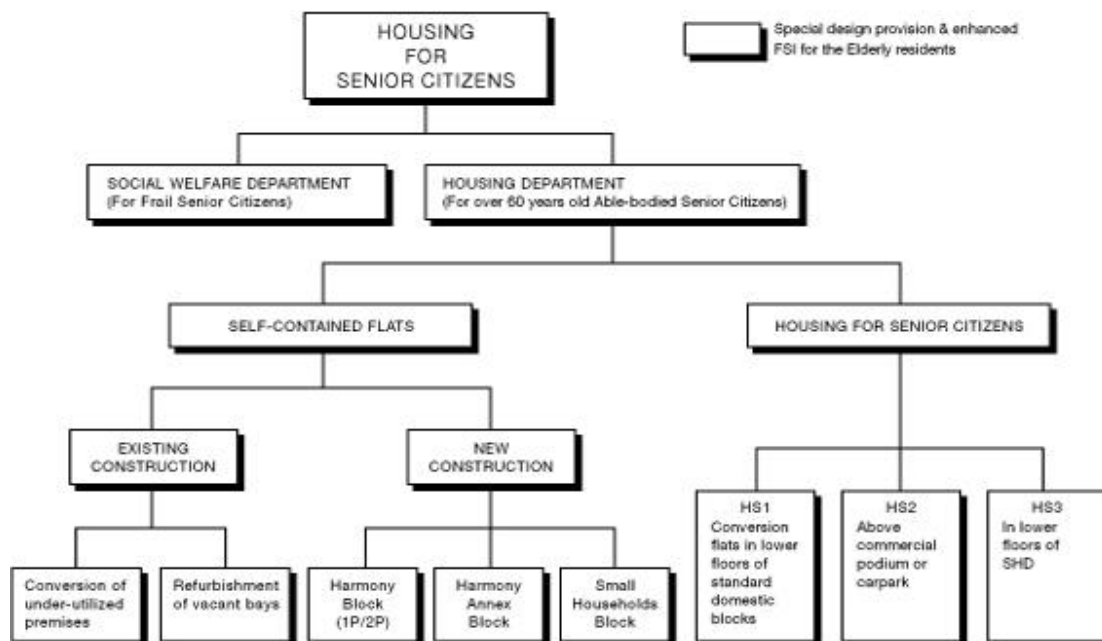 HOUSING
FOR
SENIOR CITIZENS
Special design provision & enhanced
FSI for the Elderly residents
SOCIAL WELFARE DEPARTMENT
(For Frail Senior Citizens)
HOUSING DEPARTMENT
(For over 60 years old Able-bodied Senior Citizens)
SELF-CONTAINED FLATS
HOUSING FOR SENIOR CITIZENS
EXISTING
CONSTRUCTION
NEW
CONSTRUCTION
Conversion of
under-utilized
premises
Refurbishment
of vacant bays
Harmony
Block
(1P/2P)
Harmony
Annex
Block
Small
Households
Block
HS1
Conversion
flats in lower
floors of
standard
domestic
blocks
HS2
Above
commercial
podium or
carpark
HS3
In lower
floors of
SHD